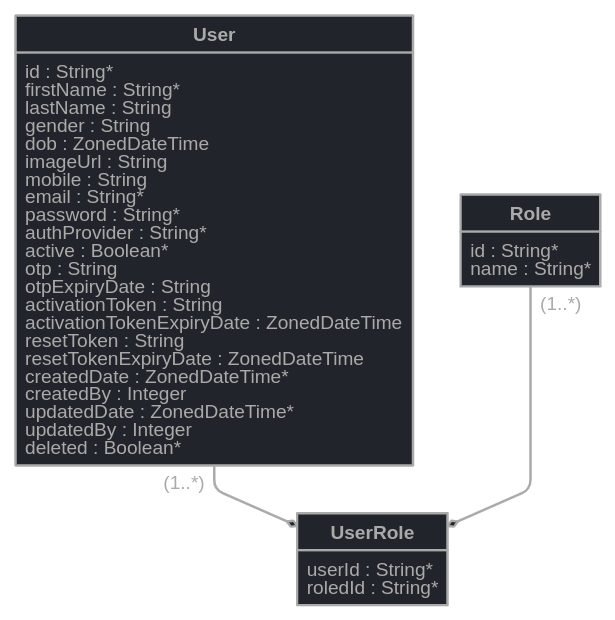 User
id : String*
firstName : String*
lastName : String
gender : String
dob : ZonedDateTime
imageUrl : String
mobile : String
email : String*
password : String*
authProvider : String*
active : Boolean*
otp : String
otpExpiryDate : String
activationToken : String
activationTokenExpiryDate : ZonedDateTime
resetToken : String
resetTokenExpiryDate : ZonedDateTime
createdDate : ZonedDateTime*
createdBy : Integer
updatedDate : ZonedDateTime*
updatedBy : Integer
deleted : Boolean*
Role
id : String*
name : String*
(1..*)
(1..*)
UserRole
userId : String*
roledId : String*